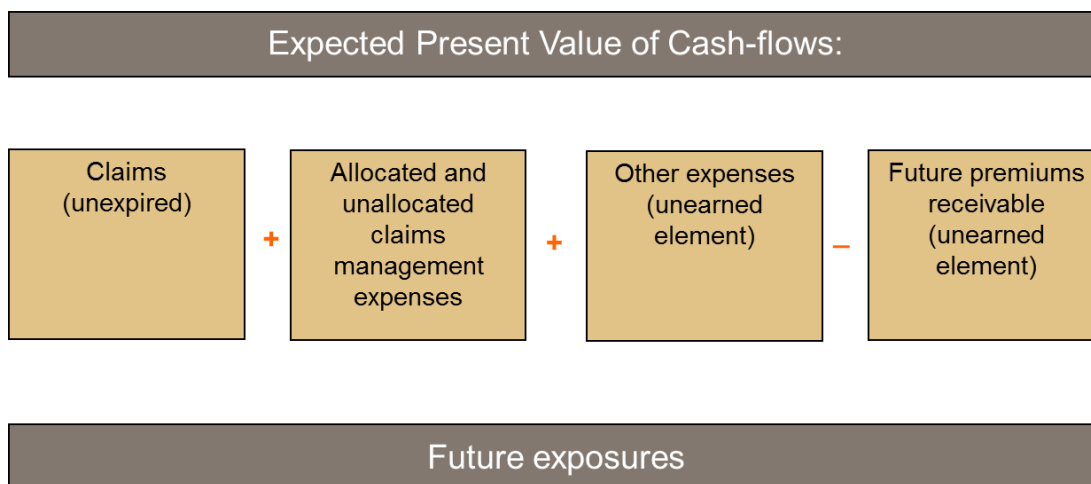 Expected Present Value of Cash-flows:
Claims
(unexpired)
+
Allocated and
unallocated
claims
management
expenses
+
Other expenses
(unearned
element)
–
Future premiums
receivable
(unearned
element)
Future exposures